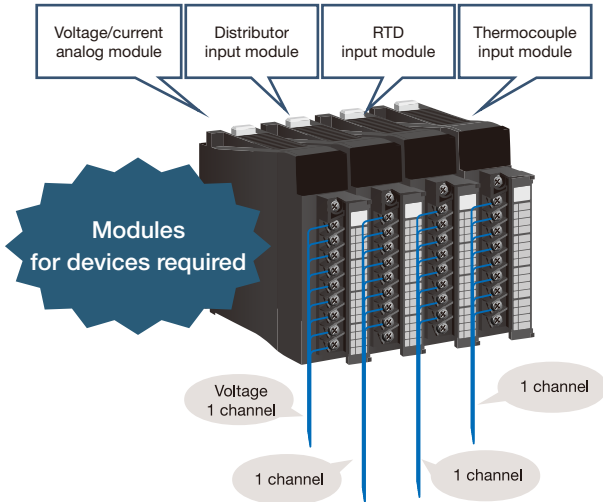 Voltage/current
analog module
Distributor
input module
RTD
input module
Thermocouple
input module
Modules
for devices required
Voltage
1 channel
1 channel
1 channel
1 channel